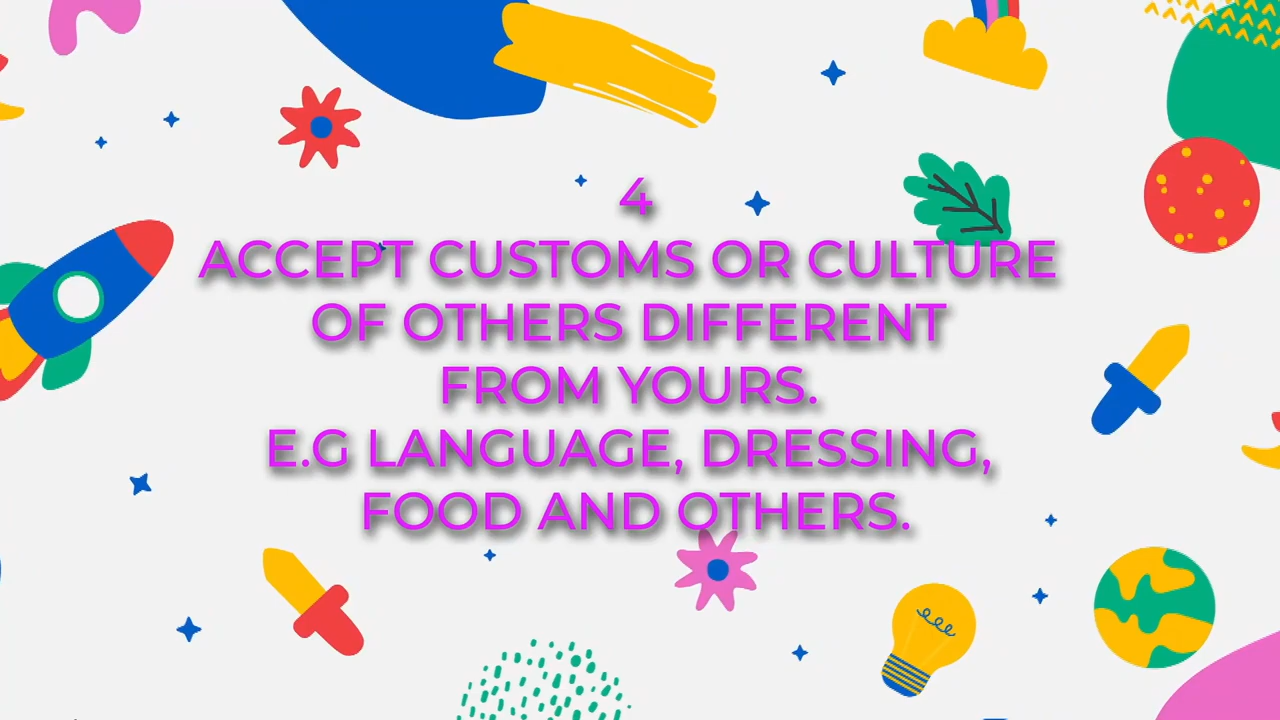 4
ACCEPT CUSTOMS OR CULTURE
OF OTHERS DIFFERENT
FROM YOURS.
E.G LANGUAGE, DRESSING,
FOOD AND OTHERS.